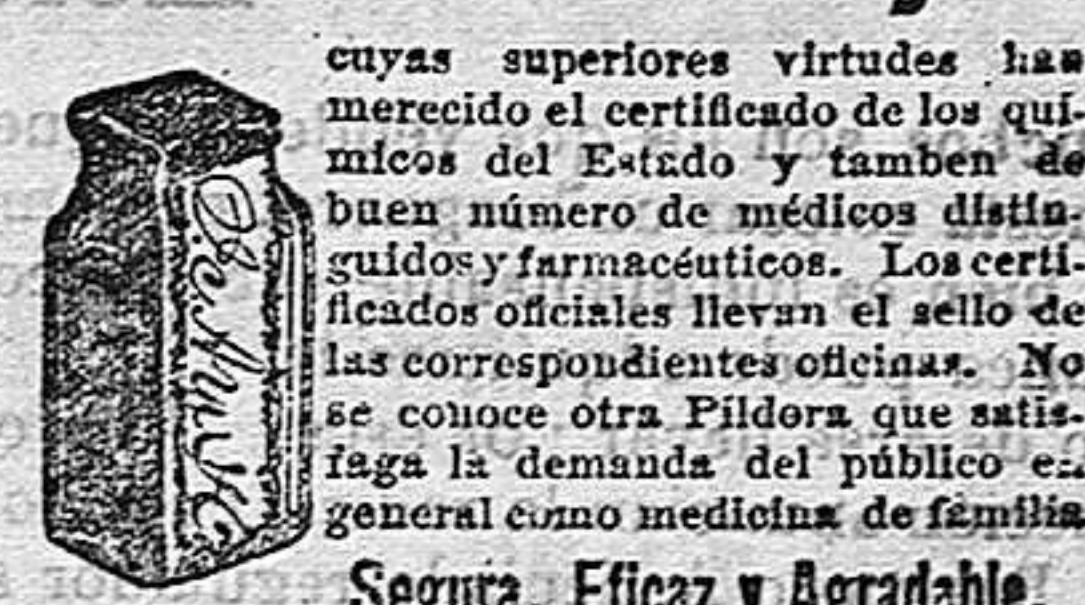 cuyas superiores virtudes han
merecido el certificado de los quí-
micos del Estado y tamben de
buen número de médicos distin-
guidos y farmacéuticos. Los certi-
ficados oficiales llevan el sello de
las correspondientes oficinas. No
se conoce otra Píldora que satis-
faga la demanda del público en
general como medicina de familia
Segura, Eficaz y Agradable.